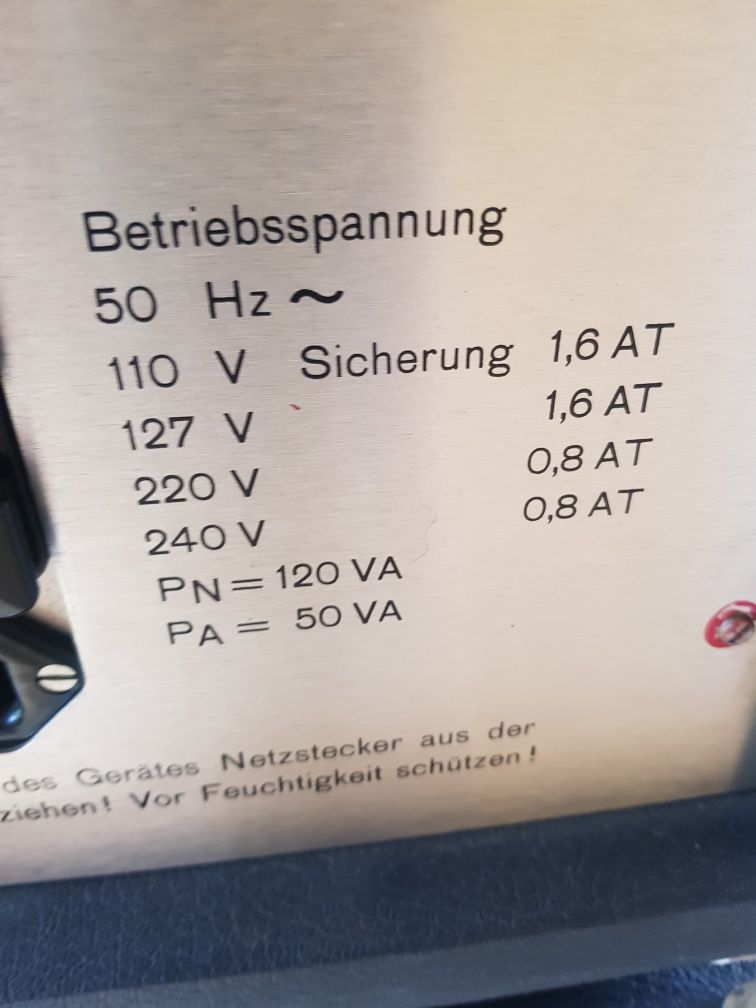 Betriebsspannung
50 Hz ~
110 V Sicherung 1,6 AT
127 V 1,6 AT
220 V 0,8 AT
240 V 0,8 AT
PN = 120 VA
PA = 50 VA
des Gerätes Netzstecker aus der
ziehen! Vor Feuchtigkeit schützen!